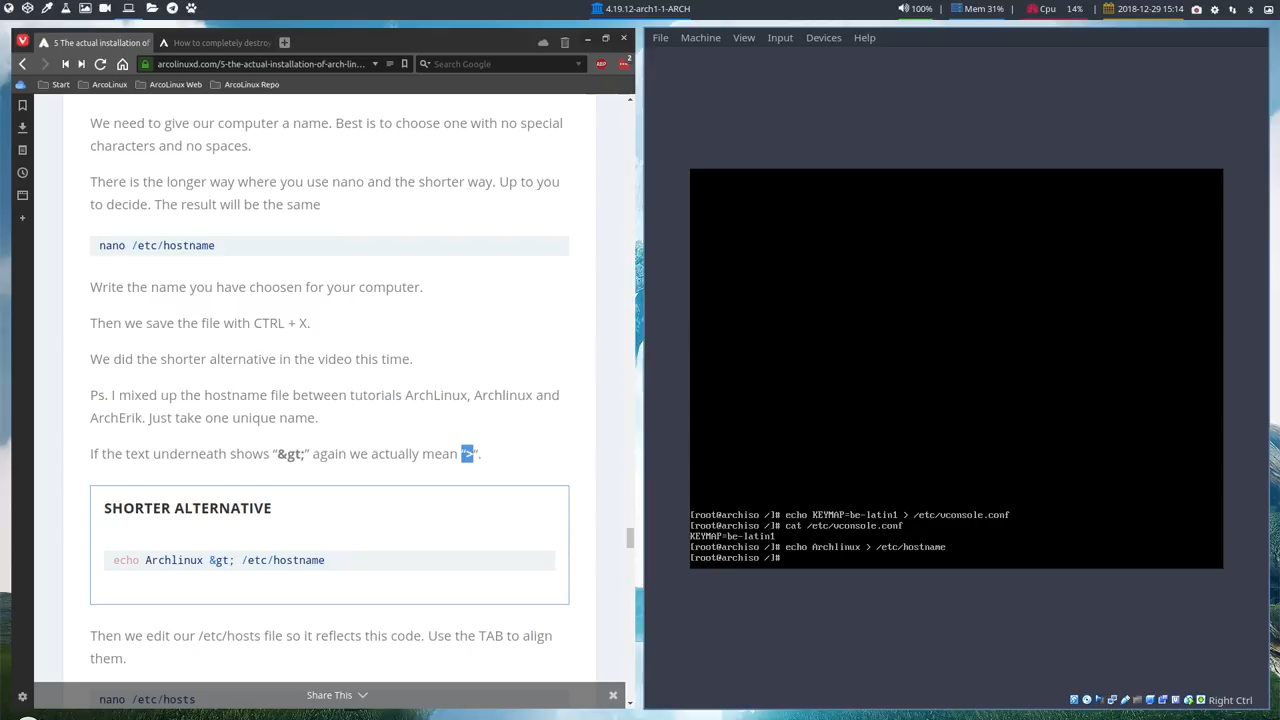 4.19.12-arch1-1-ARCH
100%
Mem 31%
Cpu 14%
2018-12-29 15:14
5 The actual installation of
How to completely destroy
arcolinuxd.com/5-the-actual-installation-of-arch-lin...
Search Google
ABP
2
Start
ArcoLinux
ArcoLinux Web
ArcoLinux Repo
We need to give our computer a name. Best is to choose one with no special
characters and no spaces.
There is the longer way where you use nano and the shorter way. Up to you
to decide. The result will be the same
nano /etc/hostname
Write the name you have choosen for your computer.
Then we save the file with CTRL + X.
We did the shorter alternative in the video this time.
Ps. I mixed up the hostname file between tutorials ArchLinux, Archlinux and
ArchErik. Just take one unique name.
If the text underneath shows “&gt;” again we actually mean “>”.
SHORTER ALTERNATIVE
echo Archlinux &gt; /etc/hostname
Then we edit our /etc/hosts file so it reflects this code. Use the TAB to align
them.
nano /etc/hosts
Share This
File Machine View Input Devices Help
[root@archiso /]# echo KEYMAP=be-latin1 > /etc/vconsole.conf
[root@archiso /]# cat /etc/vconsole.conf
KEYMAP=be-latin1
[root@archiso /]# echo Archlinux > /etc/hostname
[root@archiso /]#
Right Ctrl